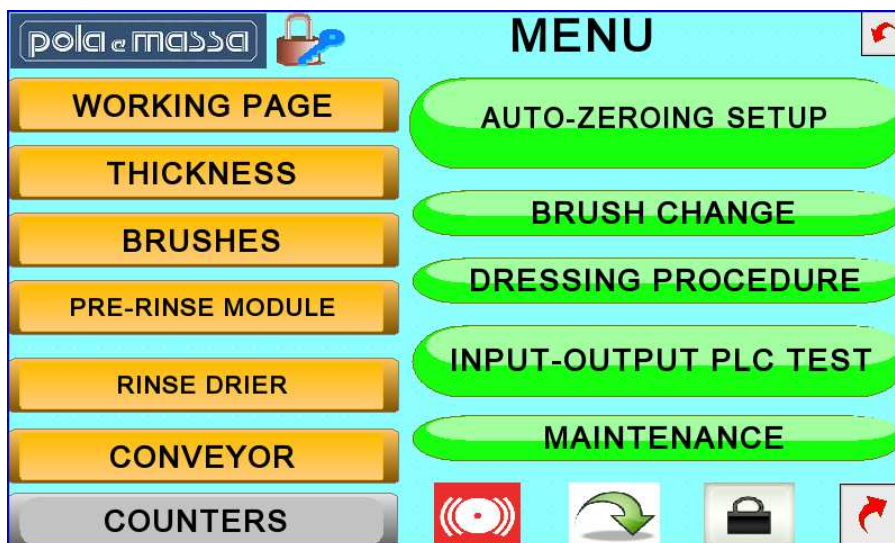 pola e massa
MENU
WORKING PAGE
THICKNESS
BRUSHES
PRE-RINSE MODULE
RINSE DRIER
CONVEYOR
COUNTERS
AUTO-ZEROING SETUP
BRUSH CHANGE
DRESSING PROCEDURE
INPUT-OUTPUT PLC TEST
MAINTENANCE